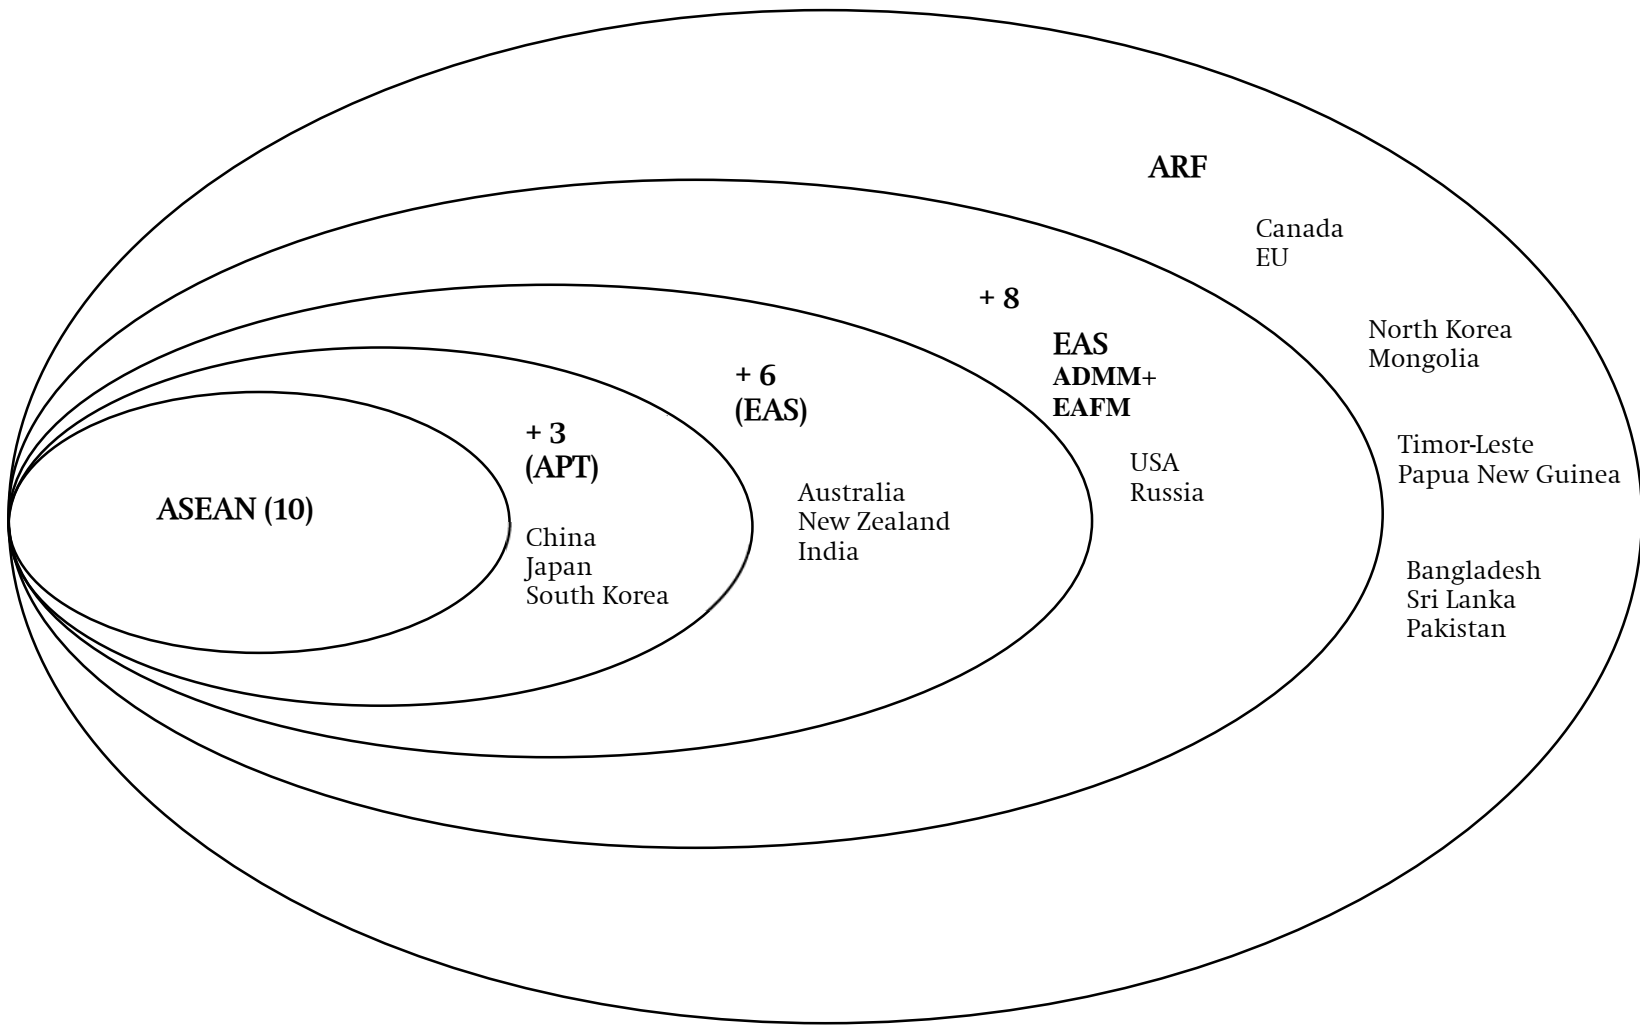 ASEAN (10)
+ 3
(APT)
China
Japan
South Korea
+ 6
(EAS)
Australia
New Zealand
India
+ 8
EAS
ADMM+
EAFM
USA
Russia
ARF
Canada
EU
North Korea
Mongolia
Timor-Leste
Papua New Guinea
Bangladesh
Sri Lanka
Pakistan